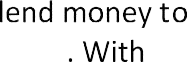 lend money to
. With